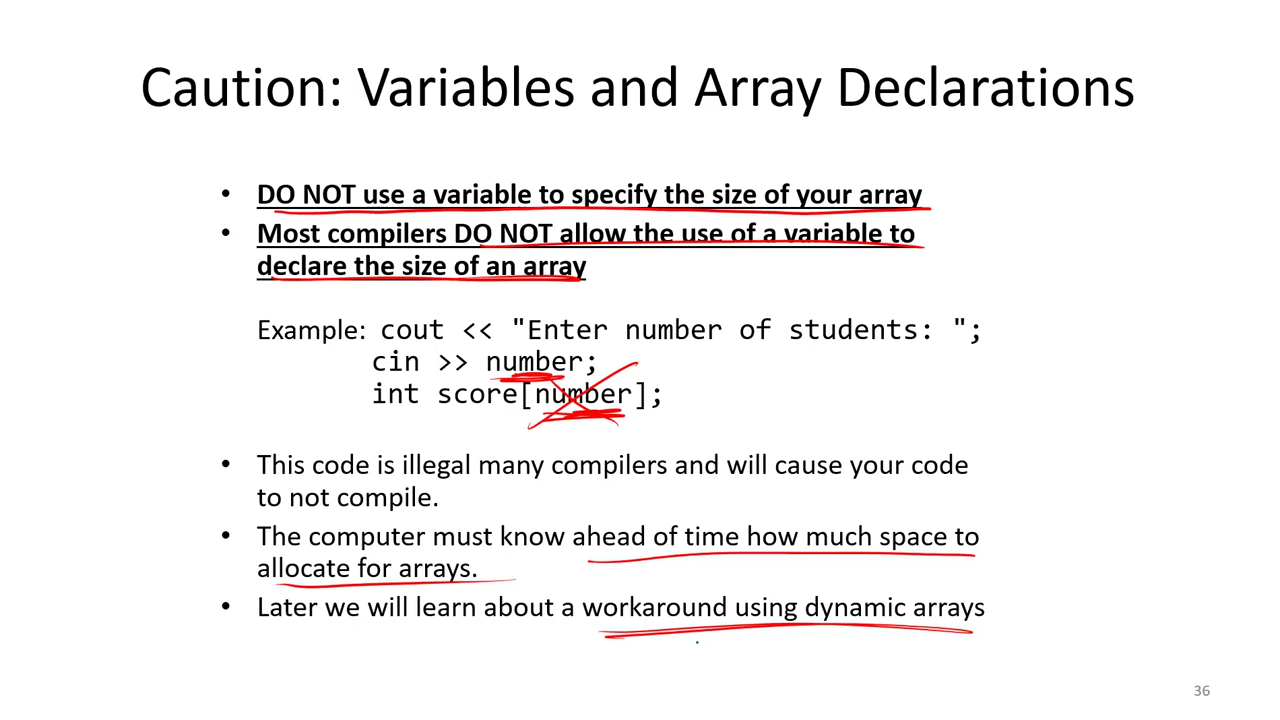 Caution: Variables and Array Declarations
• DO NOT use a variable to specify the size of your array
• Most compilers DO NOT allow the use of a variable to
declare the size of an array
Example: cout << "Enter number of students: ";
cin >> number;
int score[number];
• This code is illegal many compilers and will cause your code
to not compile.
• The computer must know ahead of time how much space to
allocate for arrays.
• Later we will learn about a workaround using dynamic arrays
36